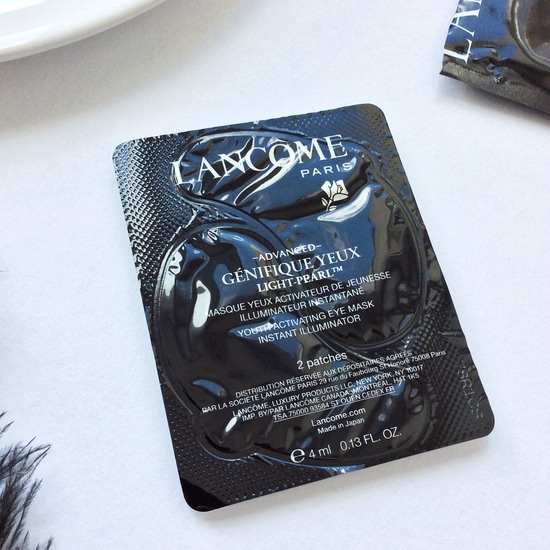 LANCÔME
PARIS
-ADVANCED-
GÉNIFIQUE YEUX
LIGHT-PEARL™
MASQUE YEUX ACTIVATEUR DE JEUNESSE
ILLUMINATEUR INSTANTANÉ
YOUTH ACTIVATING EYE MASK
INSTANT ILLUMINATOR
2 patches
DISTRIBUTION RÉSERVÉE AUX DÉPOSITAIRES AGRÉÉS
PAR LA SOCIÉTÉ LANCÔME PARIS 29 rue du Faubourg St Honoré 75008 Paris
LANCÔME, LUXURY PRODUCTS LLC, NEW YORK, NY 10017
IMP. BY/PAR LANCÔME CANADA, MONTREAL, H4T 1K5
TSA 75000 93584 ST OUEN CEDEX FR
Lancome.com
Made in Japan
e 4 ml 0.13 FL. OZ.
LA